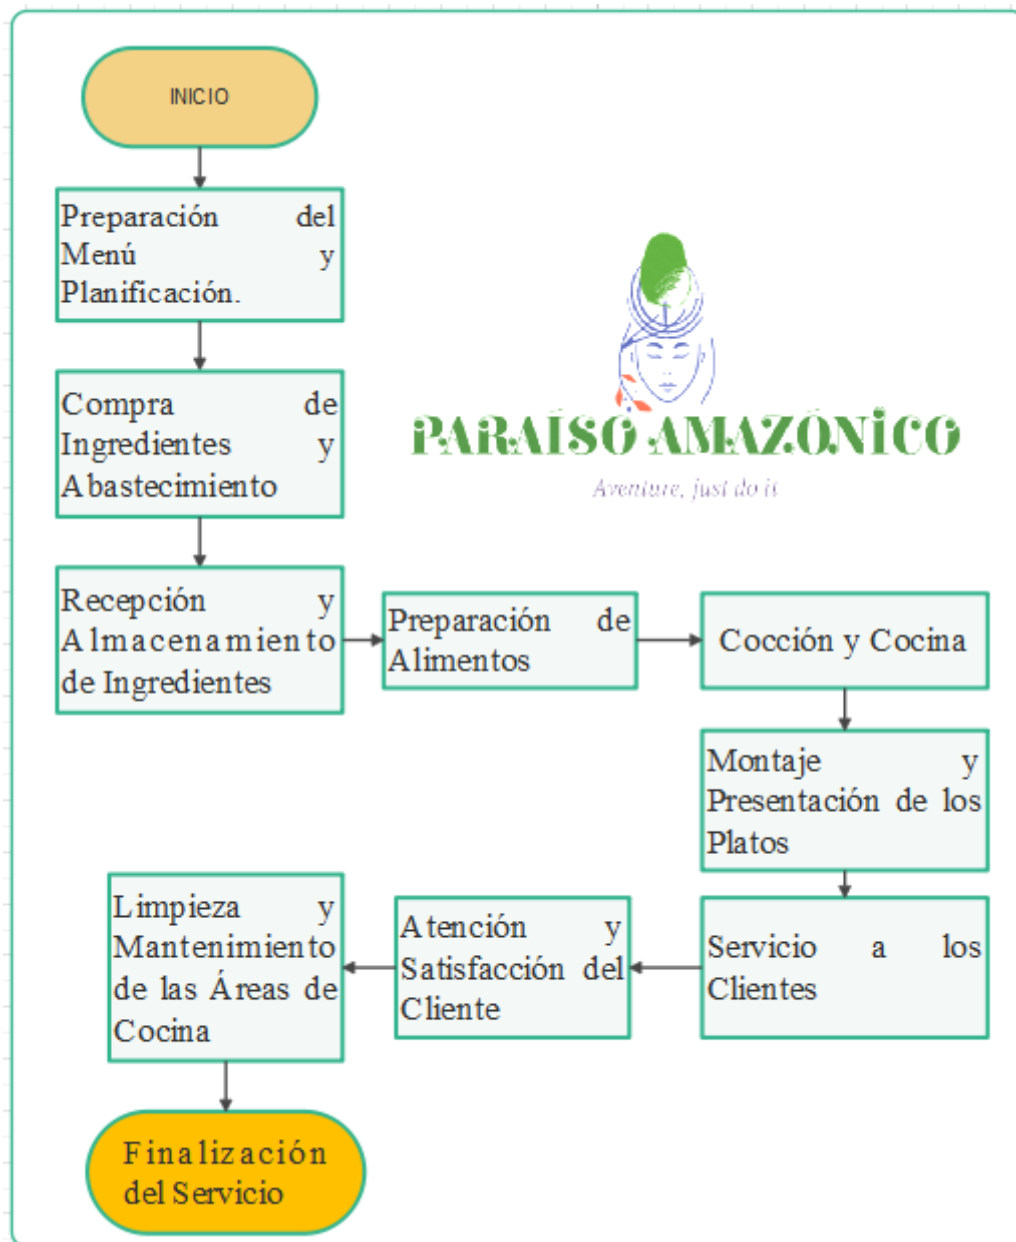 INICIO
Preparación del
Menú y
Planificación.
Compra de
Ingredientes y
Abastecimiento
PARAÍSO AMAZÓNICO
Aventure, just do it
Recepción y
Almacenamiento
de Ingredientes
Preparación de
Alimentos
Cocción y Cocina
Montaje y
Presentación de los
Platos
Servicio a los
Clientes
Atención y
Satisfacción del
Cliente
Limpieza y
Mantenimiento
de las Áreas de
Cocina
Finalización
del Servicio